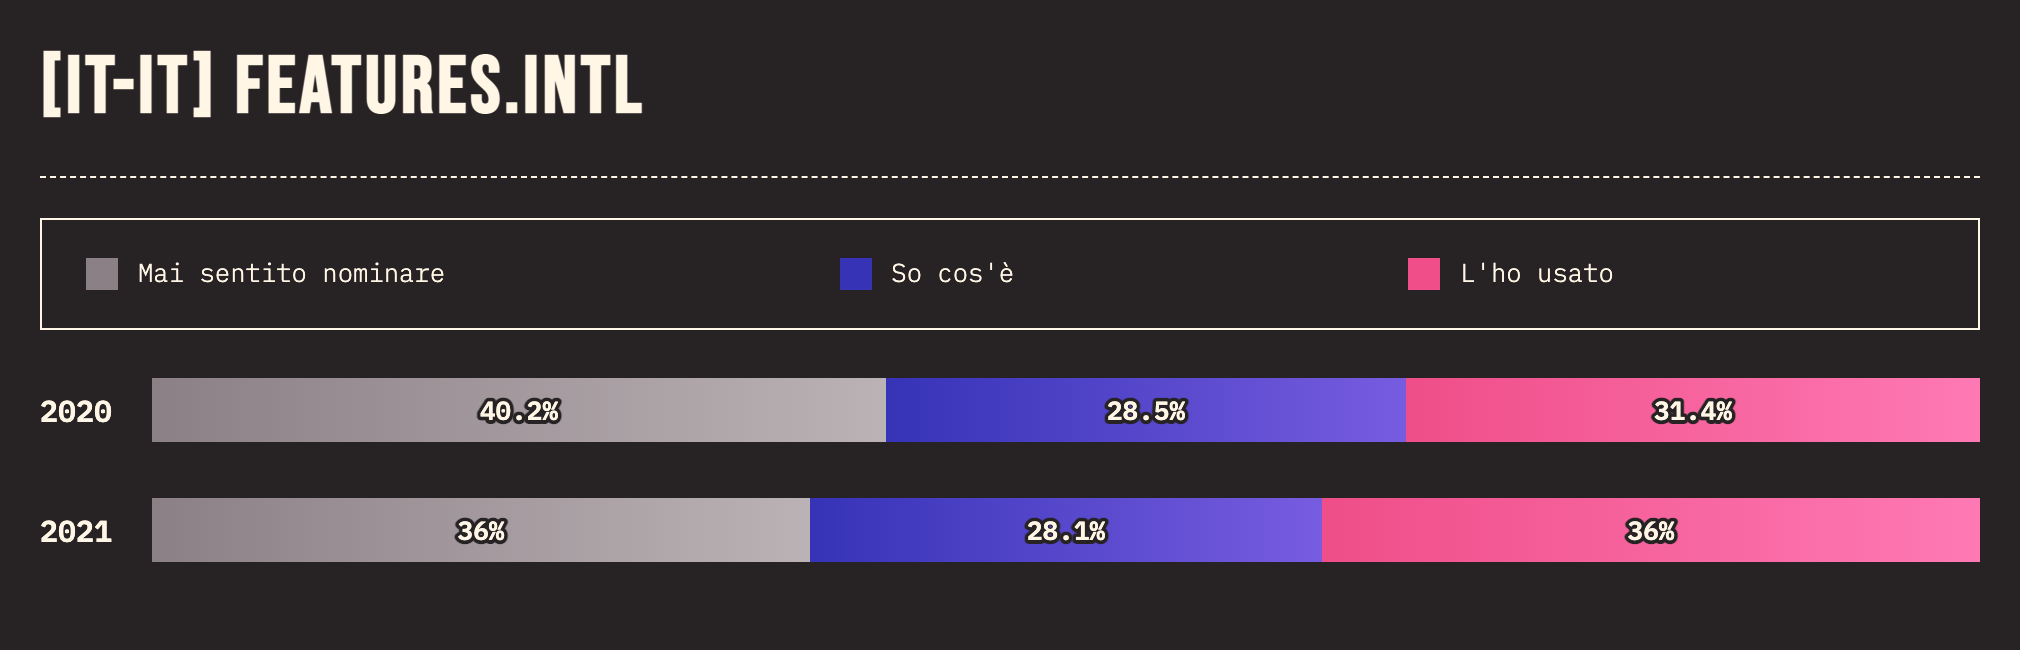 [IT-IT] FEATURES.INTL
Mai sentito nominare So cos'è L'ho usato
2020 40.2% 28.5% 31.4%
2021 36% 28.1% 36%